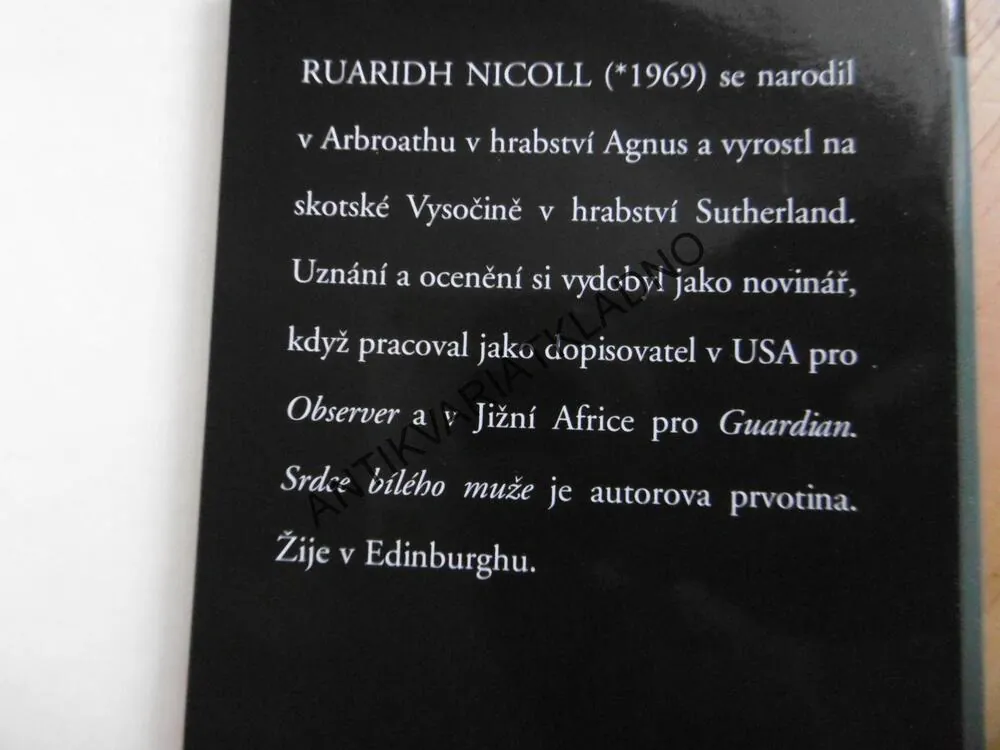 RUARIDH NICOLL (*1969) se narodil
v Arbroathu v hrabství Agnus a vyrostl na
skotské Vysočině v hrabství Sutherland.
Uznání a ocenění si vydobyl jako novinář,
když pracoval jako dopisovatel v USA pro
Observer a v Jižní Africe pro Guardian.
Srdce bílého muže je autorova prvotina.
Žije v Edinburghu.
ANTIKVARIATKLADNO